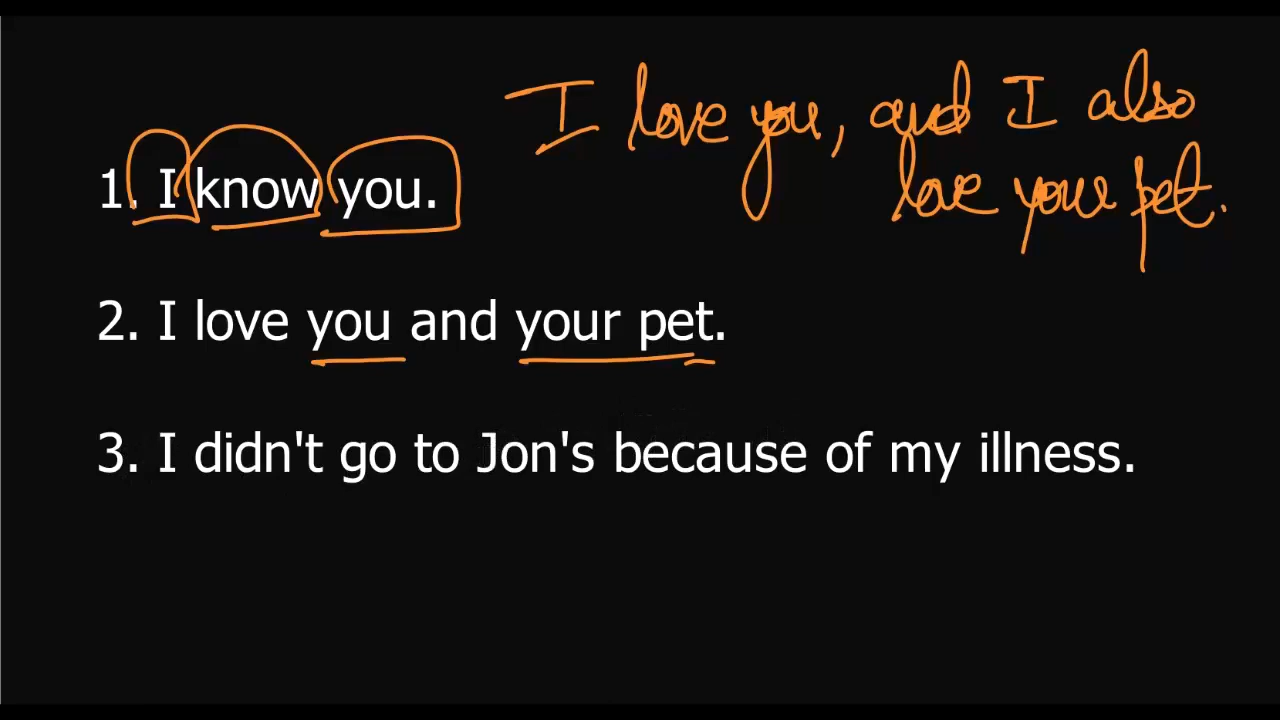 I love you, and I also
love your pet.
1. I know you.
2. I love you and your pet.
3. I didn't go to Jon's because of my illness.